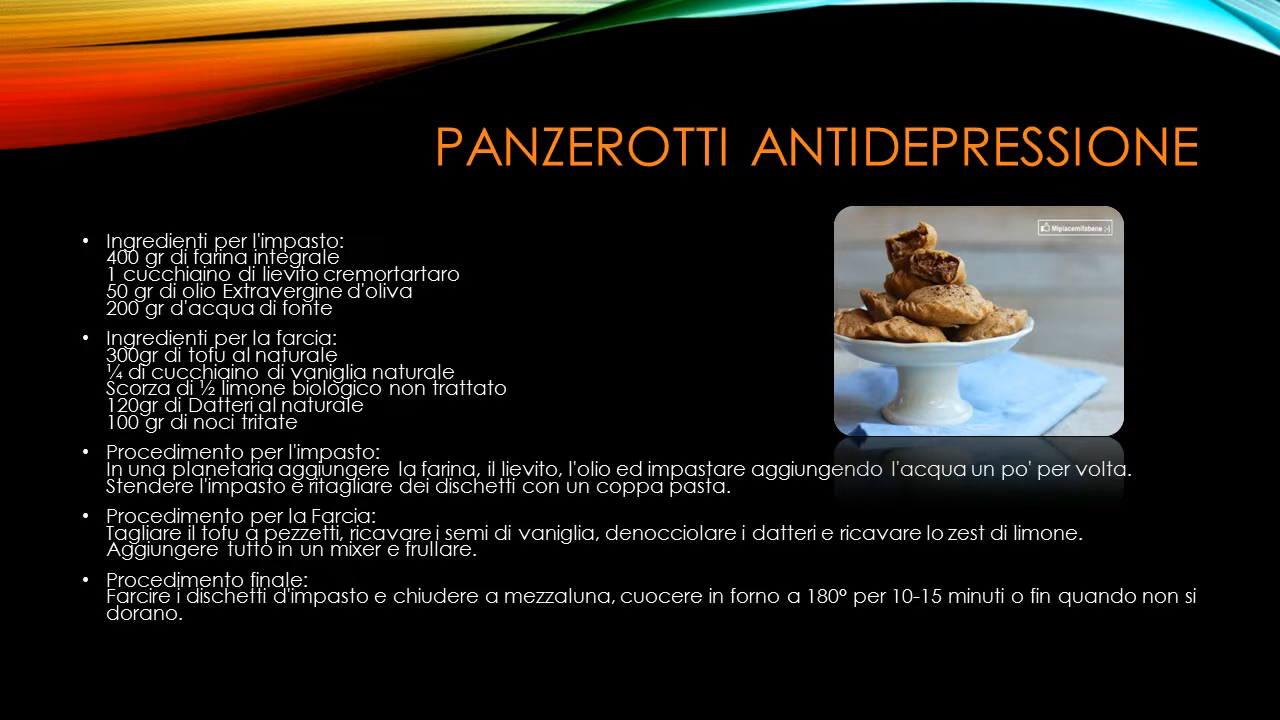 PANZEROTTI ANTIDEPRESSIONE
Mipiacemifabene ;-)
• Ingredienti per l'impasto:
400 gr di farina integrale
1 cucchiaino di lievito cremortartaro
50 gr di olio Extravergine d'oliva
200 gr d'acqua di fonte
• Ingredienti per la farcia:
300gr di tofu al naturale
¼ di cucchiaino di vaniglia naturale
Scorza di ½ limone biologico non trattato
120gr di Datteri al naturale
100 gr di noci tritate
• Procedimento per l'impasto:
In una planetaria aggiungere la farina, il lievito, l'olio ed impastare aggiungendo l'acqua un po' per volta.
Stendere l'impasto e ritagliare dei dischetti con un coppa pasta.
• Procedimento per la Farcia:
Tagliare il tofu a pezzetti, ricavare i semi di vaniglia, denocciolare i datteri e ricavare lo zest di limone.
Aggiungere tutto in un mixer e frullare.
• Procedimento finale:
Farcire i dischetti d'impasto e chiudere a mezzaluna, cuocere in forno a 180° per 10-15 minuti o fin quando non si
dorano.